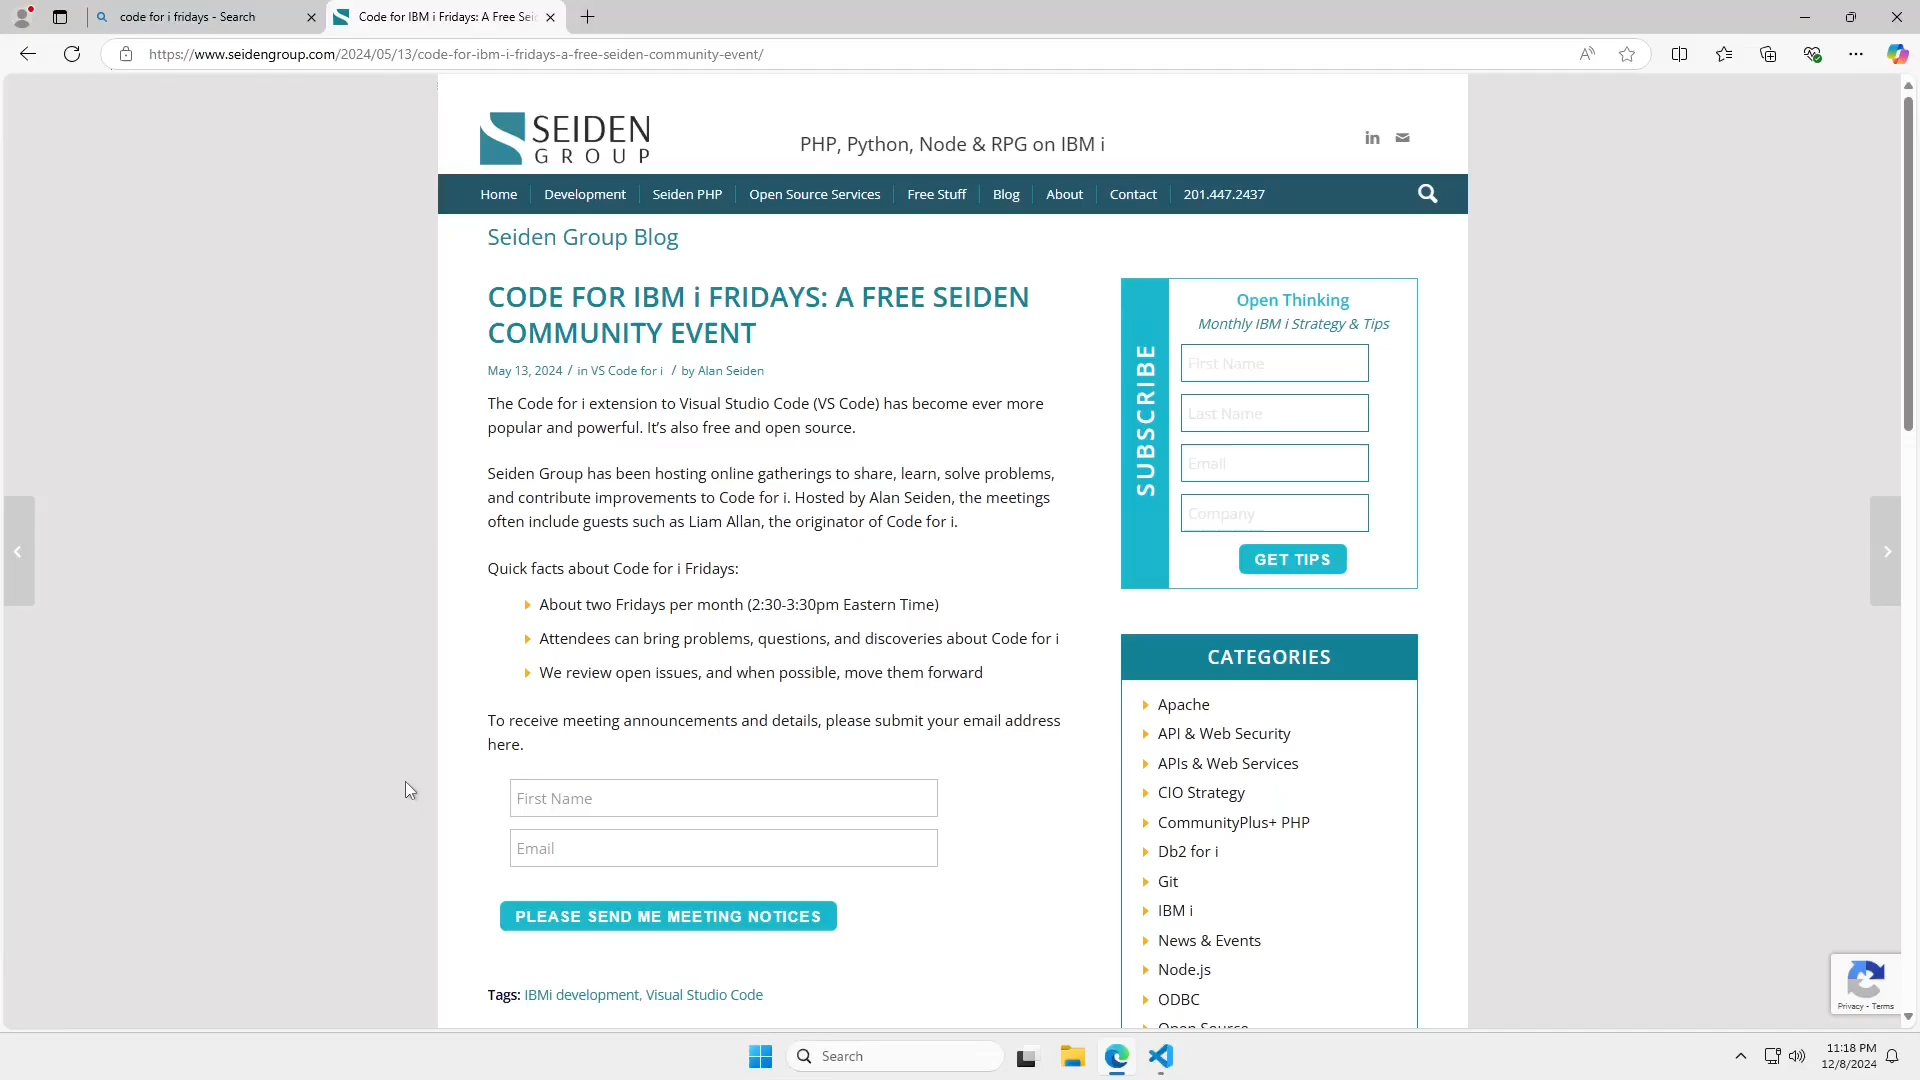 code for i fridays - Search
Code for IBM i Fridays: A Free Sei
https://www.seidengroup.com/2024/05/13/code-for-ibm-i-fridays-a-free-seiden-community-event/
SEIDEN
GROUP
PHP, Python, Node & RPG on IBM i
Home
Development
Seiden PHP
Open Source Services
Free Stuff
Blog
About
Contact
201.447.2437
Seiden Group Blog
CODE FOR IBM i FRIDAYS: A FREE SEIDEN
COMMUNITY EVENT
May 13, 2024 / in VS Code for i / by Alan Seiden
The Code for i extension to Visual Studio Code (VS Code) has become ever more
popular and powerful. It’s also free and open source.
Seiden Group has been hosting online gatherings to share, learn, solve problems,
and contribute improvements to Code for i. Hosted by Alan Seiden, the meetings
often include guests such as Liam Allan, the originator of Code for i.
Quick facts about Code for i Fridays:
About two Fridays per month (2:30-3:30pm Eastern Time)
Attendees can bring problems, questions, and discoveries about Code for i
We review open issues, and when possible, move them forward
To receive meeting announcements and details, please submit your email address
here.
First Name
Email
PLEASE SEND ME MEETING NOTICES
Tags: IBMi development, Visual Studio Code
SUBSCRIBE
Open Thinking
Monthly IBM i Strategy & Tips
First Name
Last Name
Email
Company
GET TIPS
CATEGORIES
Apache
API & Web Security
APIs & Web Services
CIO Strategy
CommunityPlus+ PHP
Db2 for i
Git
IBM i
News & Events
Node.js
ODBC
Open Source
Privacy - Terms
Search
11:18 PM
12/8/2024